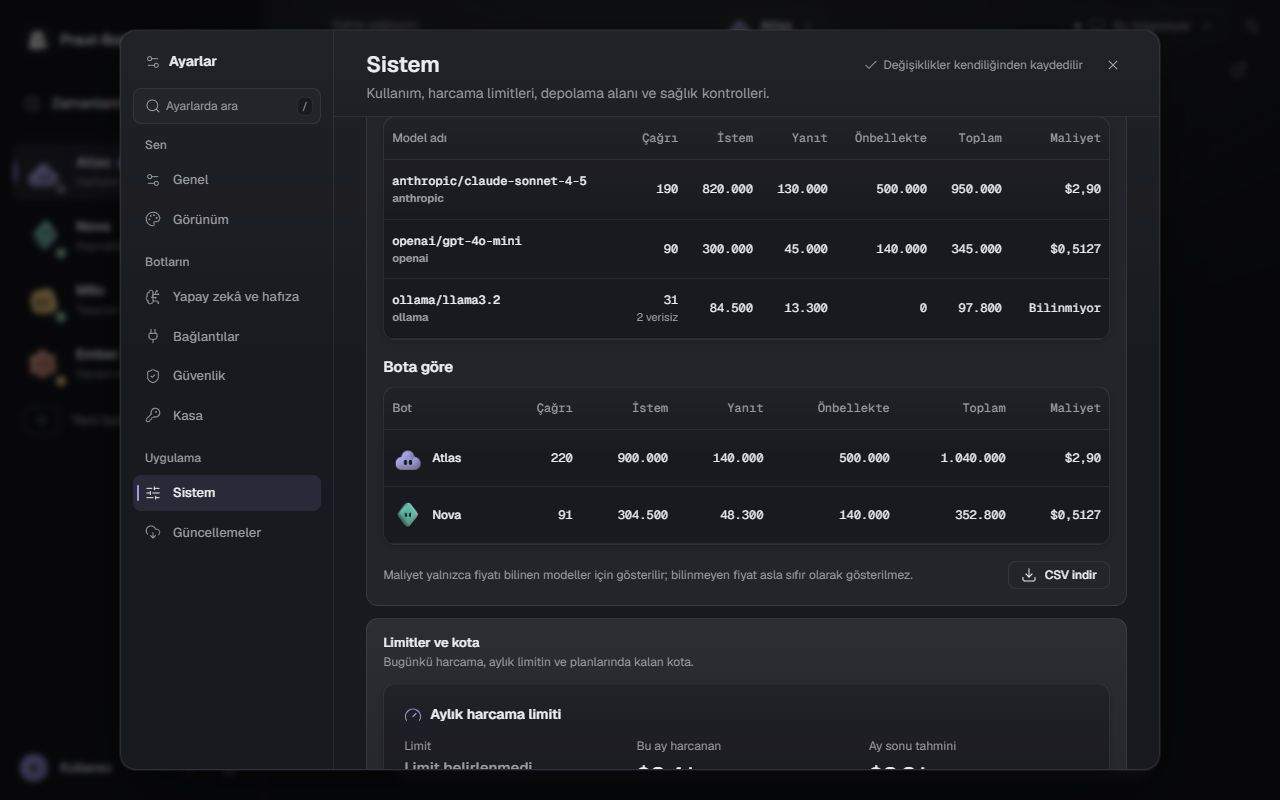 Ayarlar
Ayarlarda ara /
Sen
Genel
Görünüm
Botların
Yapay zekâ ve hafıza
Bağlantılar
Güvenlik
Kasa
Uygulama
Sistem
Güncellemeler
Sistem
Değişiklikler kendiliğinden kaydedilir
Kullanım, harcama limitleri, depolama alanı ve sağlık kontrolleri.
Model adı Çağrı İstem Yanıt Önbellekte Toplam Maliyet
anthropic/claude-sonnet-4-5 190 820.000 130.000 500.000 950.000 $2,90
anthropic
openai/gpt-4o-mini 90 300.000 45.000 140.000 345.000 $0,5127
openai
ollama/llama3.2 31 84.500 13.300 0 97.800 Bilinmiyor
ollama 2 verisiz
Bota göre
Bot Çağrı İstem Yanıt Önbellekte Toplam Maliyet
Atlas 220 900.000 140.000 500.000 1.040.000 $2,90
Nova 91 304.500 48.300 140.000 352.800 $0,5127
Maliyet yalnızca fiyatı bilinen modeller için gösterilir; bilinmeyen fiyat asla sıfır olarak gösterilmez.
CSV indir
Limitler ve kota
Bugünkü harcama, aylık limitin ve planlarında kalan kota.
Aylık harcama limiti
Limit Bu ay harcanan Ay sonu tahmini
Limit belirlenmedi